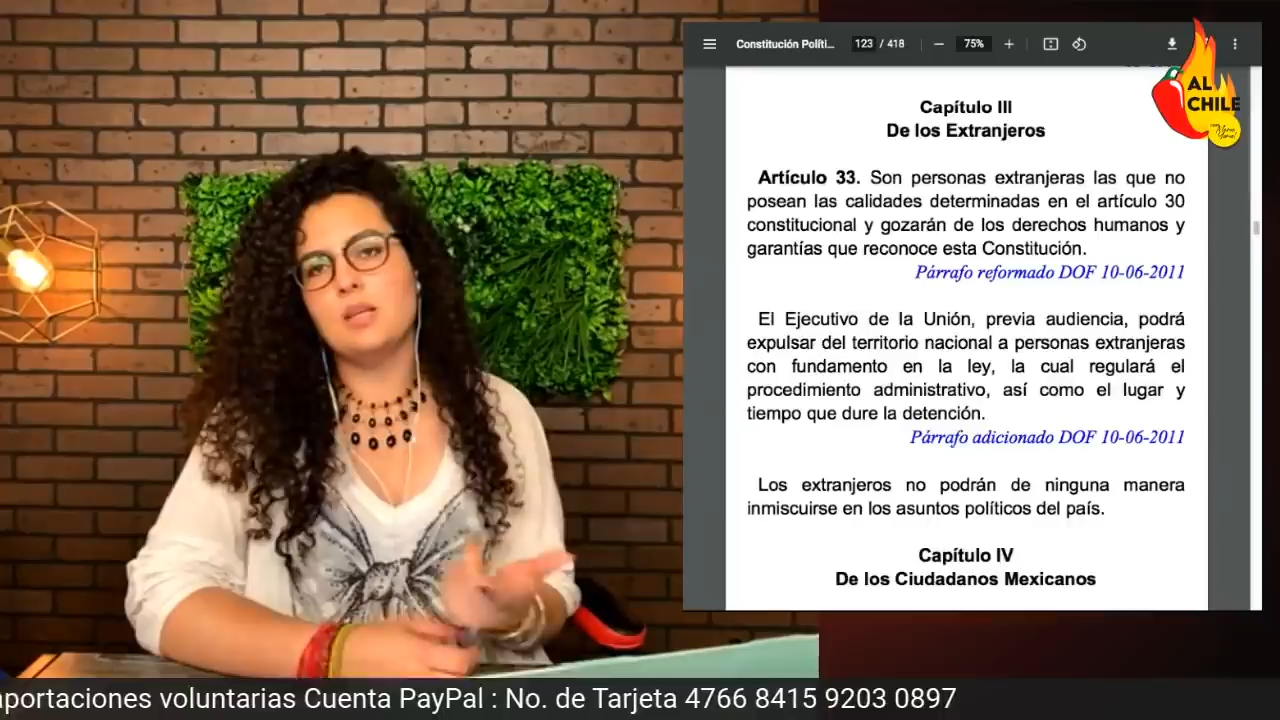 Constitución Políti...
123 / 418
75%
AL
CHILE
Capítulo III
De los Extranjeros
Artículo 33. Son personas extranjeras las que no
posean las calidades determinadas en el artículo 30
constitucional y gozarán de los derechos humanos y
garantías que reconoce esta Constitución.
Párrafo reformado DOF 10-06-2011
El Ejecutivo de la Unión, previa audiencia, podrá
expulsar del territorio nacional a personas extranjeras
con fundamento en la ley, la cual regulará el
procedimiento administrativo, así como el lugar y
tiempo que dure la detención.
Párrafo adicionado DOF 10-06-2011
Los extranjeros no podrán de ninguna manera
inmiscuirse en los asuntos políticos del país.
Capítulo IV
De los Ciudadanos Mexicanos
aportaciones voluntarias Cuenta PayPal : No. de Tarjeta 4766 8415 9203 0897